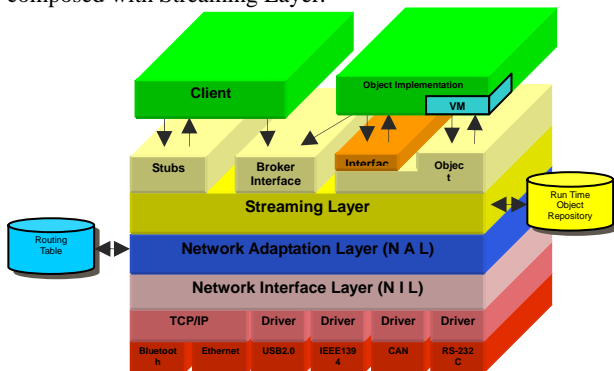 composed with Streaming Layer.
Client
Object Implementation
VM
Stubs
Broker
Interface
Interfac
Objec
t
Streaming Layer
Run Time
Object
Repository
Routing
Table
Network Adaptation Layer (N A L)
Network Interface Layer (N I L)
TCP/IP
Driver
Driver
Driver
Driver
Bluetoot
h
Ethernet
USB2.0
IEEE139
4
CAN
RS-232
C